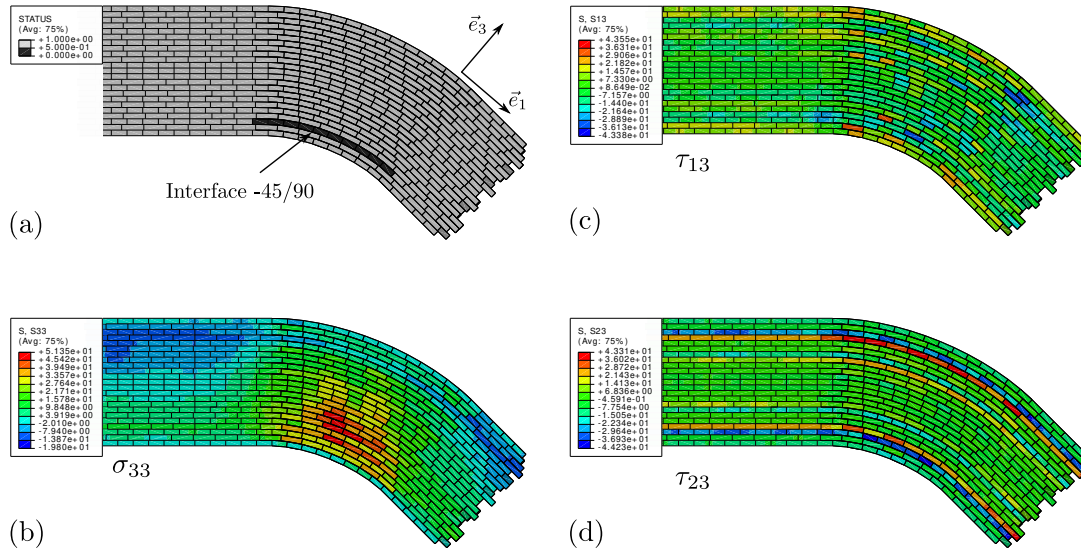 STATUS
(Avg: 75%)
+1.000e+00
+5.000e-01
+0.000e+00
e3
e1
Interface -45/90
(a)
S, S33
(Avg: 75%)
+5.135e+01
+4.542e+01
+3.949e+01
+3.357e+01
+2.764e+01
+2.171e+01
+1.578e+01
+9.848e+00
+3.919e+00
-2.010e+00
-7.940e+00
-1.387e+01
-1.980e+01
σ33
(b)
S, S13
(Avg: 75%)
+4.355e+01
+3.631e+01
+2.906e+01
+2.182e+01
+1.457e+01
+7.330e+00
+8.649e-02
-7.157e+00
-1.440e+01
-2.164e+01
-2.889e+01
-3.613e+01
-4.338e+01
τ13
(c)
S, S23
(Avg: 75%)
+4.331e+01
+3.602e+01
+2.872e+01
+2.143e+01
+1.413e+01
+6.836e+00
-4.591e-01
-7.754e+00
-1.505e+01
-2.234e+01
-2.964e+01
-3.693e+01
-4.423e+01
τ23
(d)